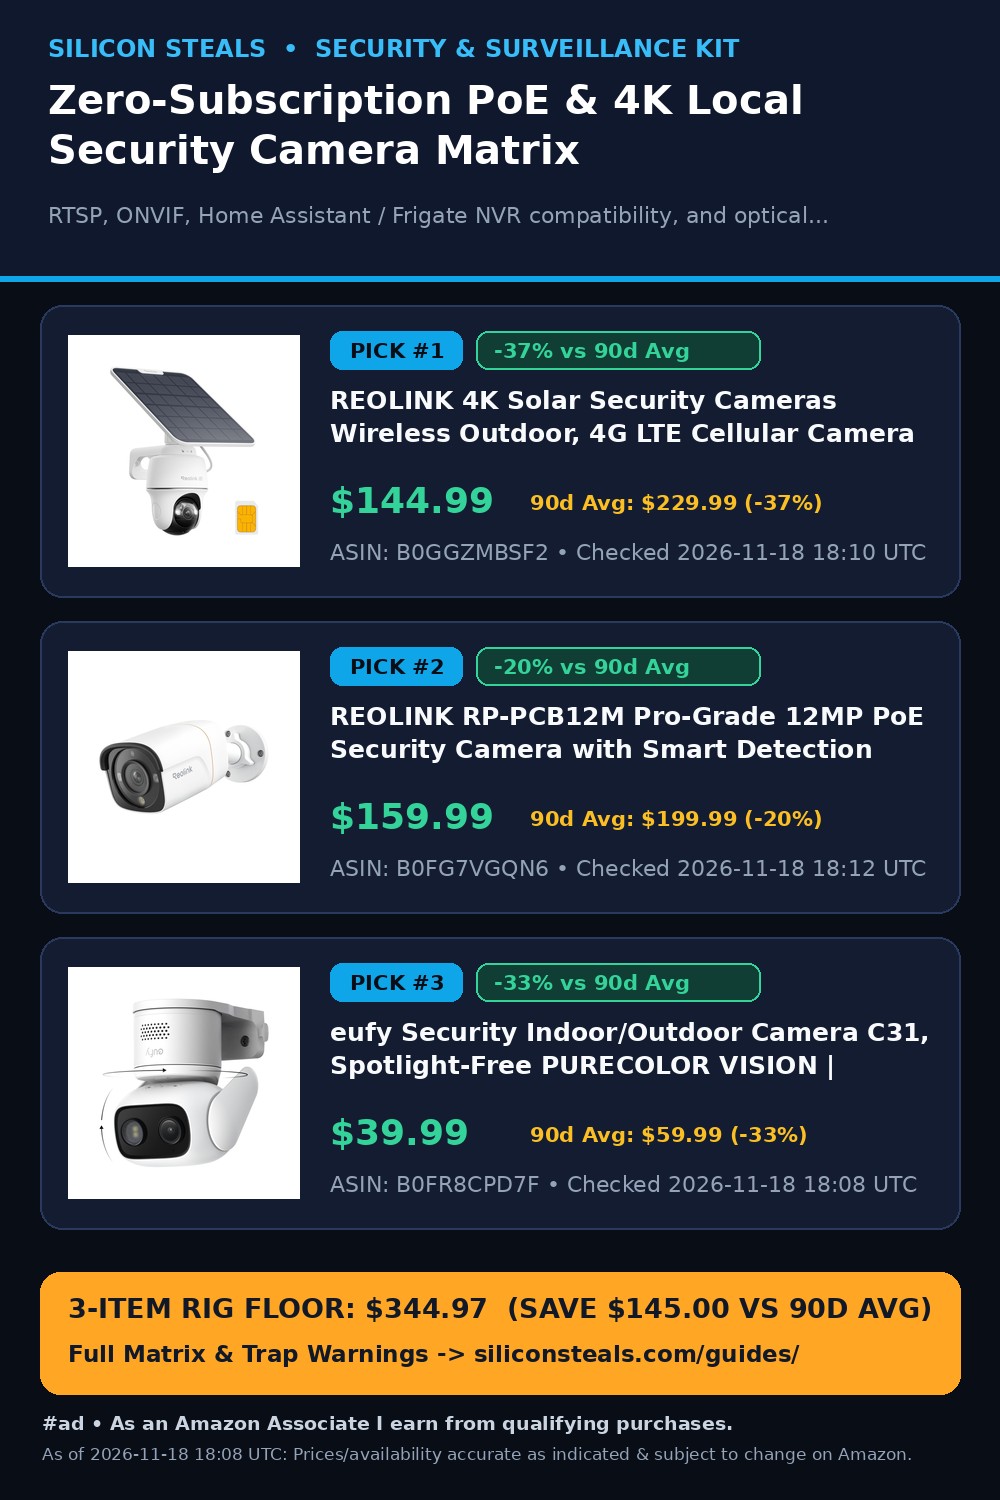 SILICON STEALS • SECURITY & SURVEILLANCE KIT
Zero-Subscription PoE & 4K Local
Security Camera Matrix
RTSP, ONVIF, Home Assistant / Frigate NVR compatibility, and optical...
PICK #1
-37% vs 90d Avg
REOLINK 4K Solar Security Cameras
Wireless Outdoor, 4G LTE Cellular Camera
$144.99
90d Avg: $229.99 (-37%)
ASIN: B0GGZMBSF2 • Checked 2026-11-18 18:10 UTC
PICK #2
-20% vs 90d Avg
REOLINK RP-PCB12M Pro-Grade 12MP PoE
Security Camera with Smart Detection
Reolink
$159.99
90d Avg: $199.99 (-20%)
ASIN: B0FG7VGQN6 • Checked 2026-11-18 18:12 UTC
PICK #3
-33% vs 90d Avg
eufy Security Indoor/Outdoor Camera C31,
Spotlight-Free PURECOLOR VISION |
$39.99
90d Avg: $59.99 (-33%)
ASIN: B0FR8CPD7F • Checked 2026-11-18 18:08 UTC
3-ITEM RIG FLOOR: $344.97 (SAVE $145.00 VS 90D AVG)
Full Matrix & Trap Warnings -> siliconsteals.com/guides/
#ad • As an Amazon Associate I earn from qualifying purchases.
As of 2026-11-18 18:08 UTC: Prices/availability accurate as indicated & subject to change on Amazon.